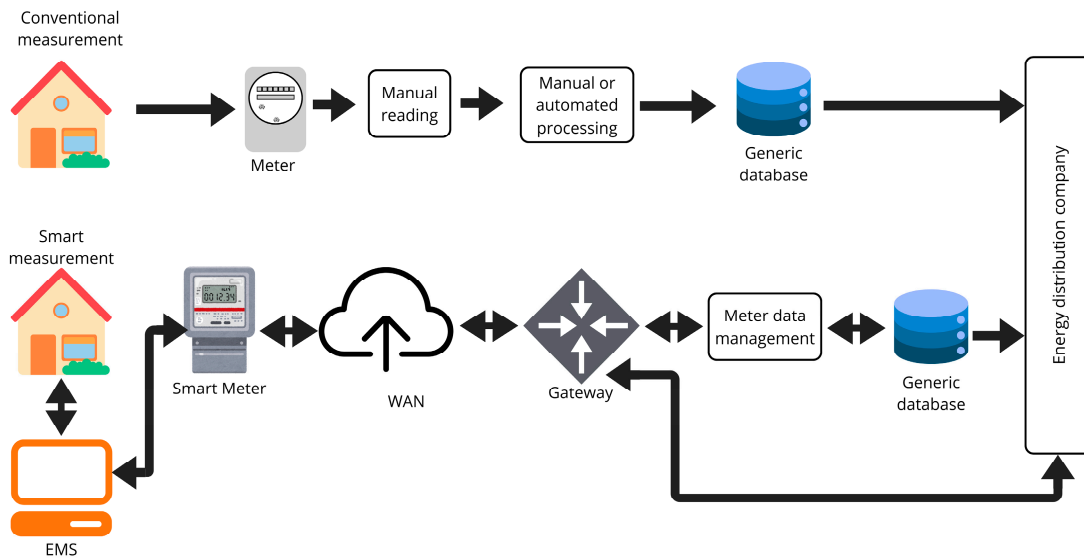 Conventional
measurement
Meter
Manual
reading
Manual or
automated
processing
Generic
database
Energy distribution company
Smart
measurement
Smart Meter
WAN
Gateway
Meter data
management
Generic
database
EMS